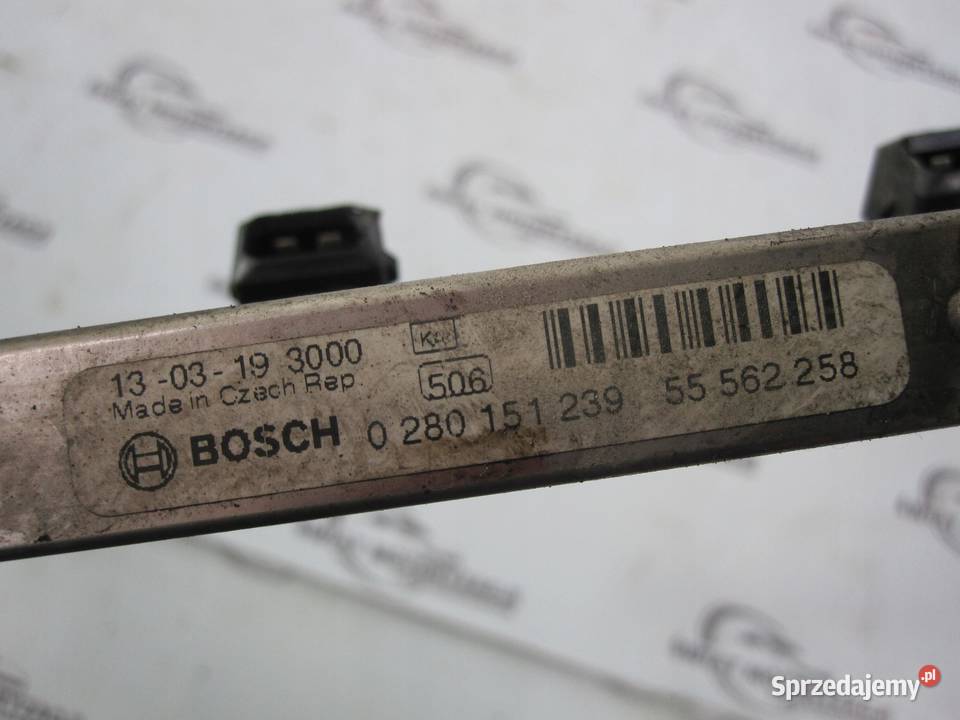 13-03-19 3000
Made in Czech Rep.
506
BOSCH 0 280 151 239 55 562 258
Sprzedajemy.pl